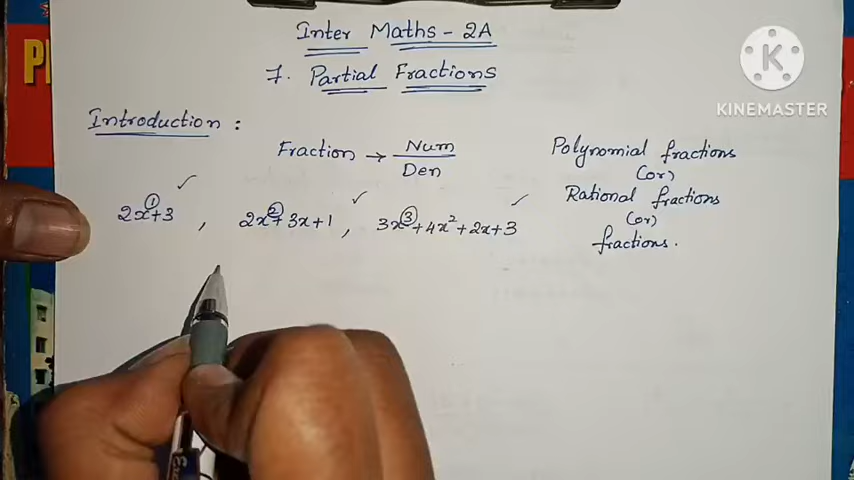 Inter Maths - 2A
7. Partial Fractions
Introduction :
Fraction → Num/Den
Polynomial fractions
(or)
Rational fractions
(or)
fractions.
2x¹+3 , 2x²+3x+1 , 3x³+4x²+2x+3
K
KINEMASTER